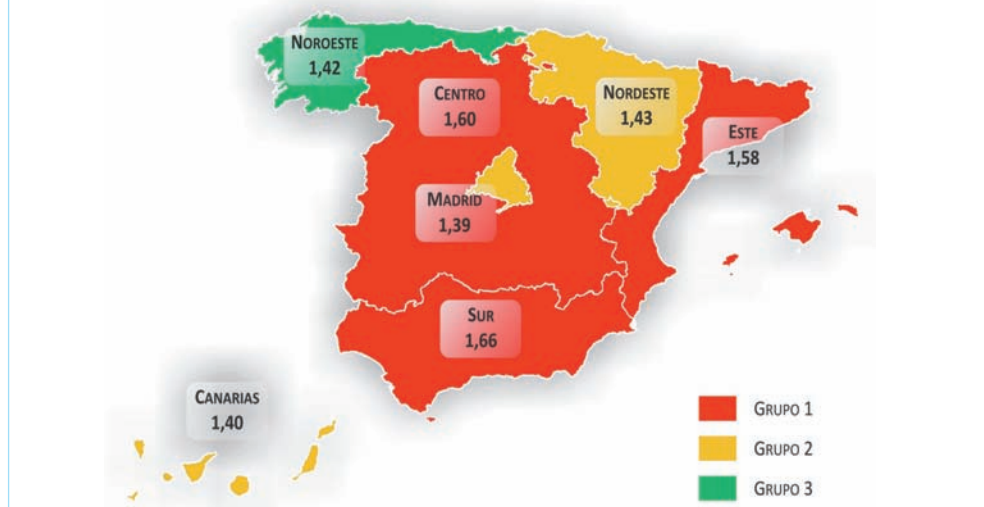 NOROESTE
1,42
CENTRO
1,60
NORDESTE
1,43
ESTE
1,58
MADRID
1,39
SUR
1,66
CANARIAS
1,40
GRUPO 1
GRUPO 2
GRUPO 3